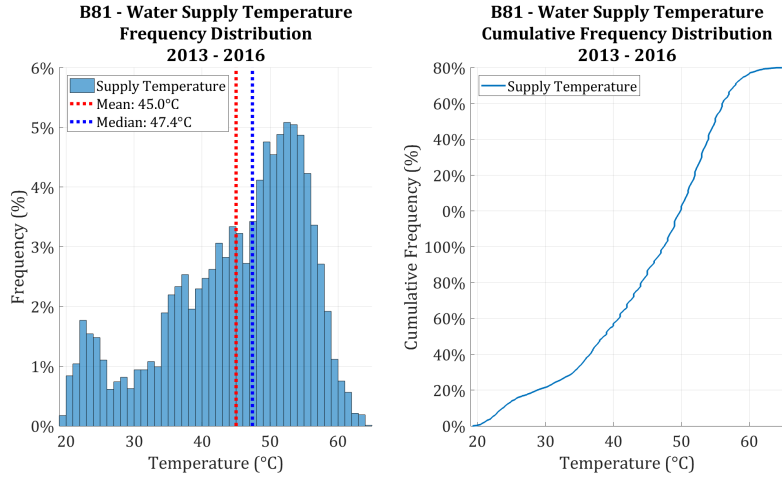 B81 - Water Supply Temperature
Frequency Distribution
2013 - 2016
6%
5%
4%
3%
2%
1%
0%
Frequency (%)
Supply Temperature
Mean: 45.0°C
Median: 47.4°C
20 30 40 50 60
Temperature (°C)
B81 - Water Supply Temperature
Cumulative Frequency Distribution
2013 - 2016
80%
60%
40%
20%
0%
100%
80%
60%
40%
20%
0%
Cumulative Frequency (%)
Supply Temperature
20 30 40 50 60
Temperature (°C)